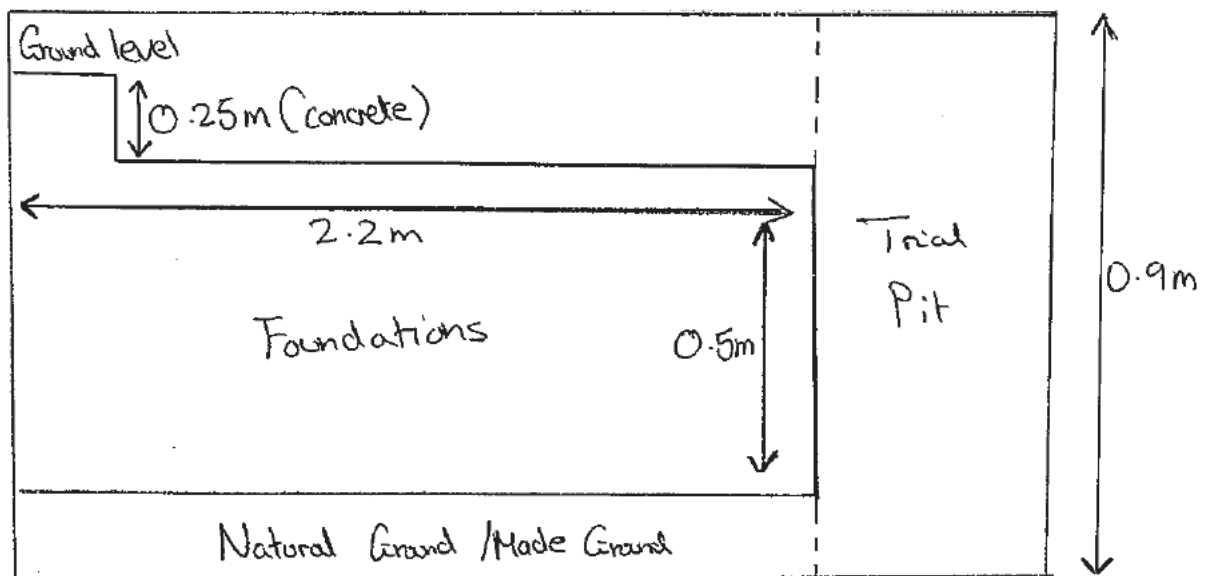 Ground level
0.25m (concrete)
2.2m
Trial
Pit
0.9m
Foundations
0.5m
Natural Ground /Made Ground